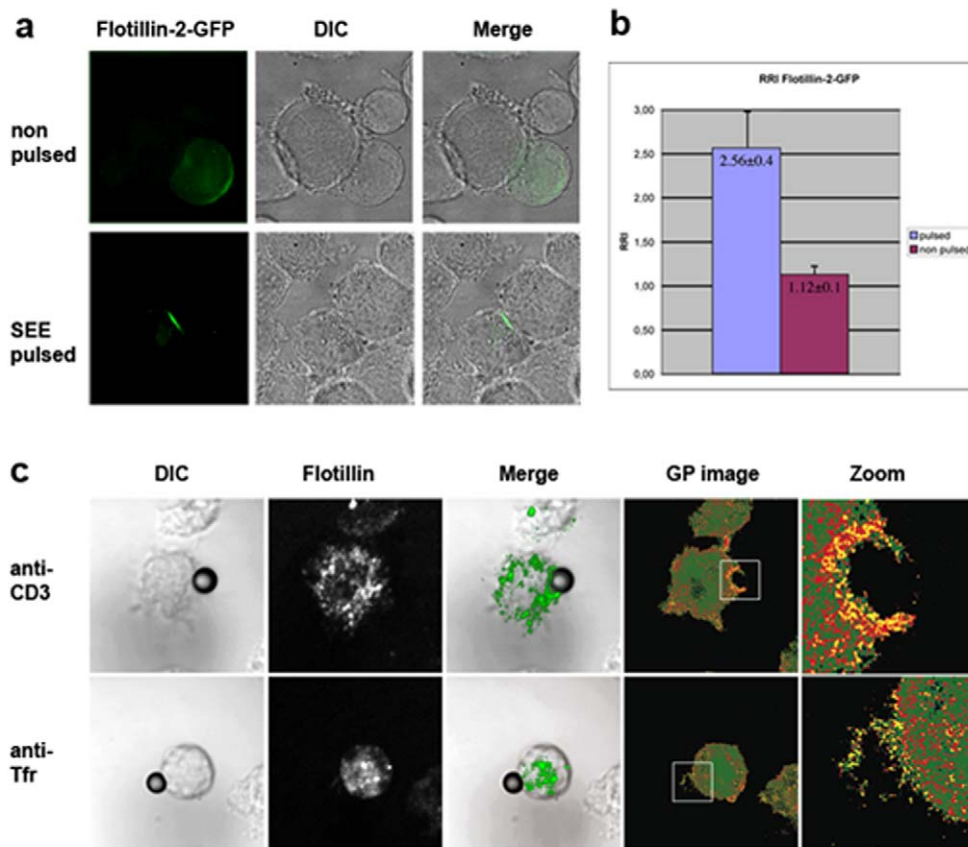 a
Flotillin-2-GFP
DIC
Merge
non
pulsed
SEE
pulsed
b
RRI Flotillin-2-GFP
3,00
2,50
2,00
1,50
1,00
0,50
0,00
RRI
2.56±0.4
1.12±0.1
pulsed
non pulsed
c
DIC
Flotillin
Merge
GP image
Zoom
anti-
CD3
anti-
Tfr